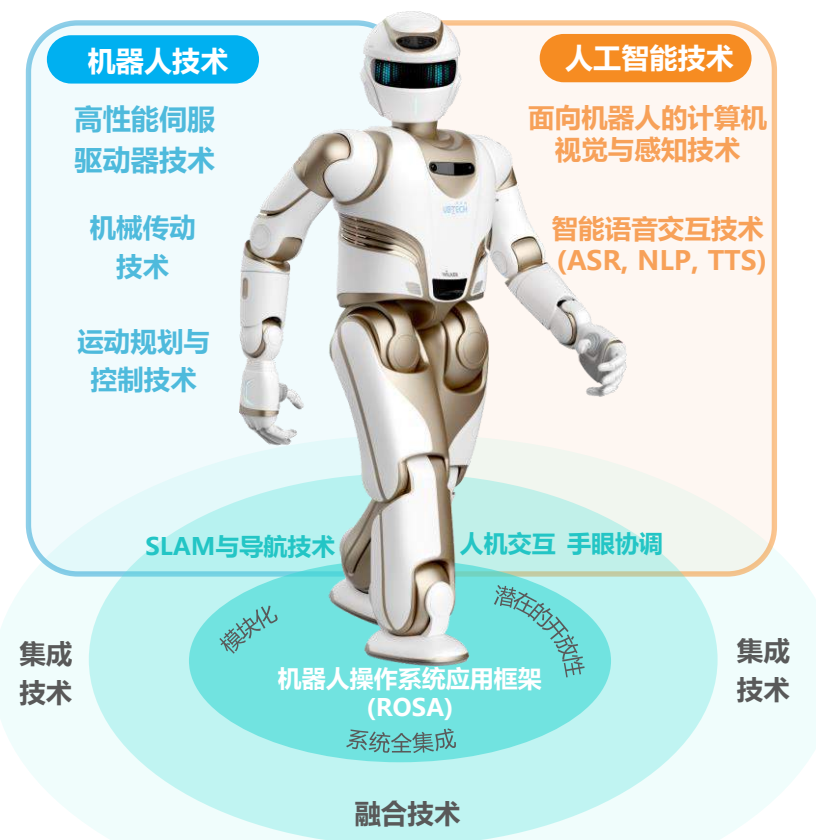 机器人技术
高性能伺服
驱动器技术
机械传动
技术
运动规划与
控制技术
人工智能技术
面向机器人的计算机
视觉与感知技术
智能语音交互技术
(ASR, NLP, TTS)
UBTECH
WALKER
SLAM与导航技术
人机交互 手眼协调
模块化
潜在的开放性
集成
技术
集成
技术
机器人操作系统应用框架
(ROSA)
系统全集成
融合技术